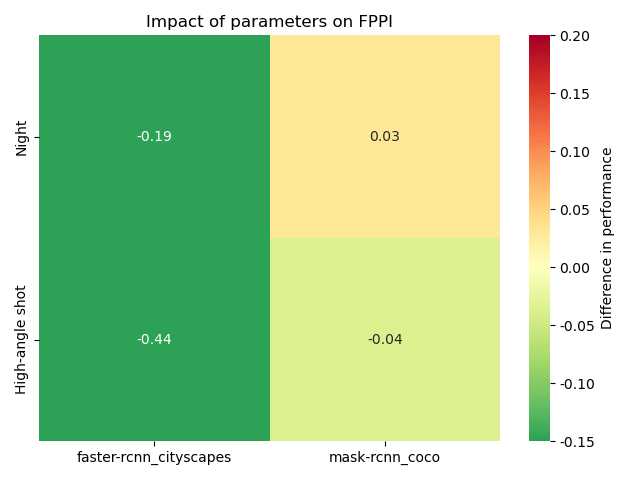 Impact of parameters on FPPI
Night
High-angle shot
-0.19
0.03
-0.44
-0.04
faster-rcnn_cityscapes
mask-rcnn_coco
0.20
0.15
0.10
0.05
0.00
-0.05
-0.10
-0.15
Difference in performance